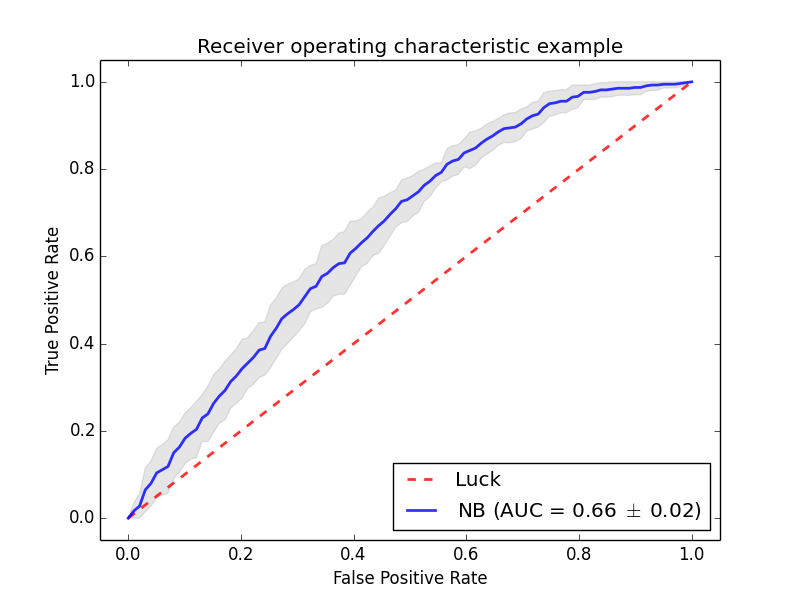 Receiver operating characteristic example
True Positive Rate
1.0
0.8
0.6
0.4
0.2
0.0
0.0 0.2 0.4 0.6 0.8 1.0
False Positive Rate
Luck
NB (AUC = 0.66 ± 0.02)